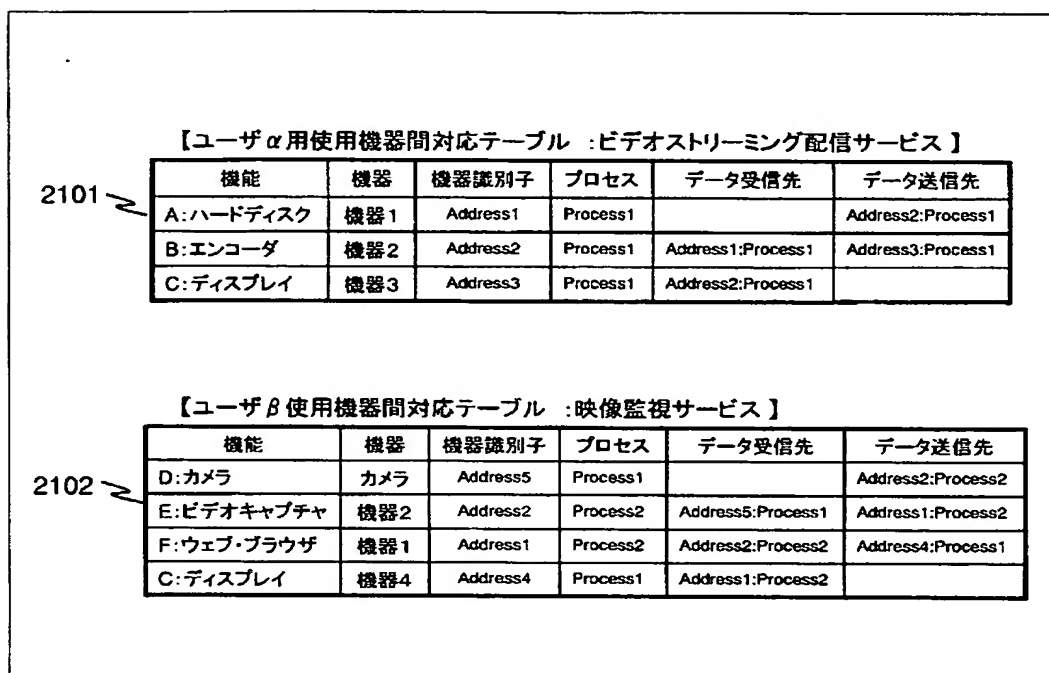 【ユーザα用使用機器間対応テーブル :ビデオストリーミング配信サービス】
2101
機能 機器 機器識別子 プロセス データ受信先 データ送信先
A:ハードディスク 機器1 Address1 Process1 Address2:Process1
B:エンコーダ 機器2 Address2 Process1 Address1:Process1 Address3:Process1
C:ディスプレイ 機器3 Address3 Process1 Address2:Process1
【ユーザβ使用機器間対応テーブル :映像監視サービス】
2102
機能 機器 機器識別子 プロセス データ受信先 データ送信先
D:カメラ カメラ Address5 Process1 Address2:Process2
E:ビデオキャプチャ 機器2 Address2 Process2 Address5:Process1 Address1:Process2
F:ウェブ・ブラウザ 機器1 Address1 Process2 Address2:Process2 Address4:Process1
C:ディスプレイ 機器4 Address4 Process1 Address1:Process2